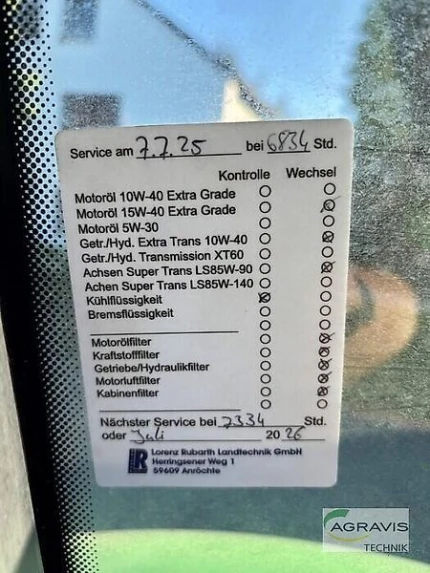 Service am 7.7.25 bei 6834 Std.
Kontrolle Wechsel
Motoröl 10W-40 Extra Grade
Motoröl 15W-40 Extra Grade
Motoröl 5W-30
Getr./Hyd. Extra Trans 10W-40
Getr./Hyd. Transmission XT60
Achsen Super Trans LS85W-90
Achen Super Trans LS85W-140
Kühlflüssigkeit
Bremsflüssigkeit
Motorölfilter
Kraftstofffilter
Getriebe/Hydraulikfilter
Motorluftfilter
Kabinenfilter
Nächster Service bei 7334 Std.
oder Juli 2026
LR Lorenz Rubarth Landtechnik GmbH
Herringsener Weg 1
59609 Anröchte
AGRAVIS
TECHNIK